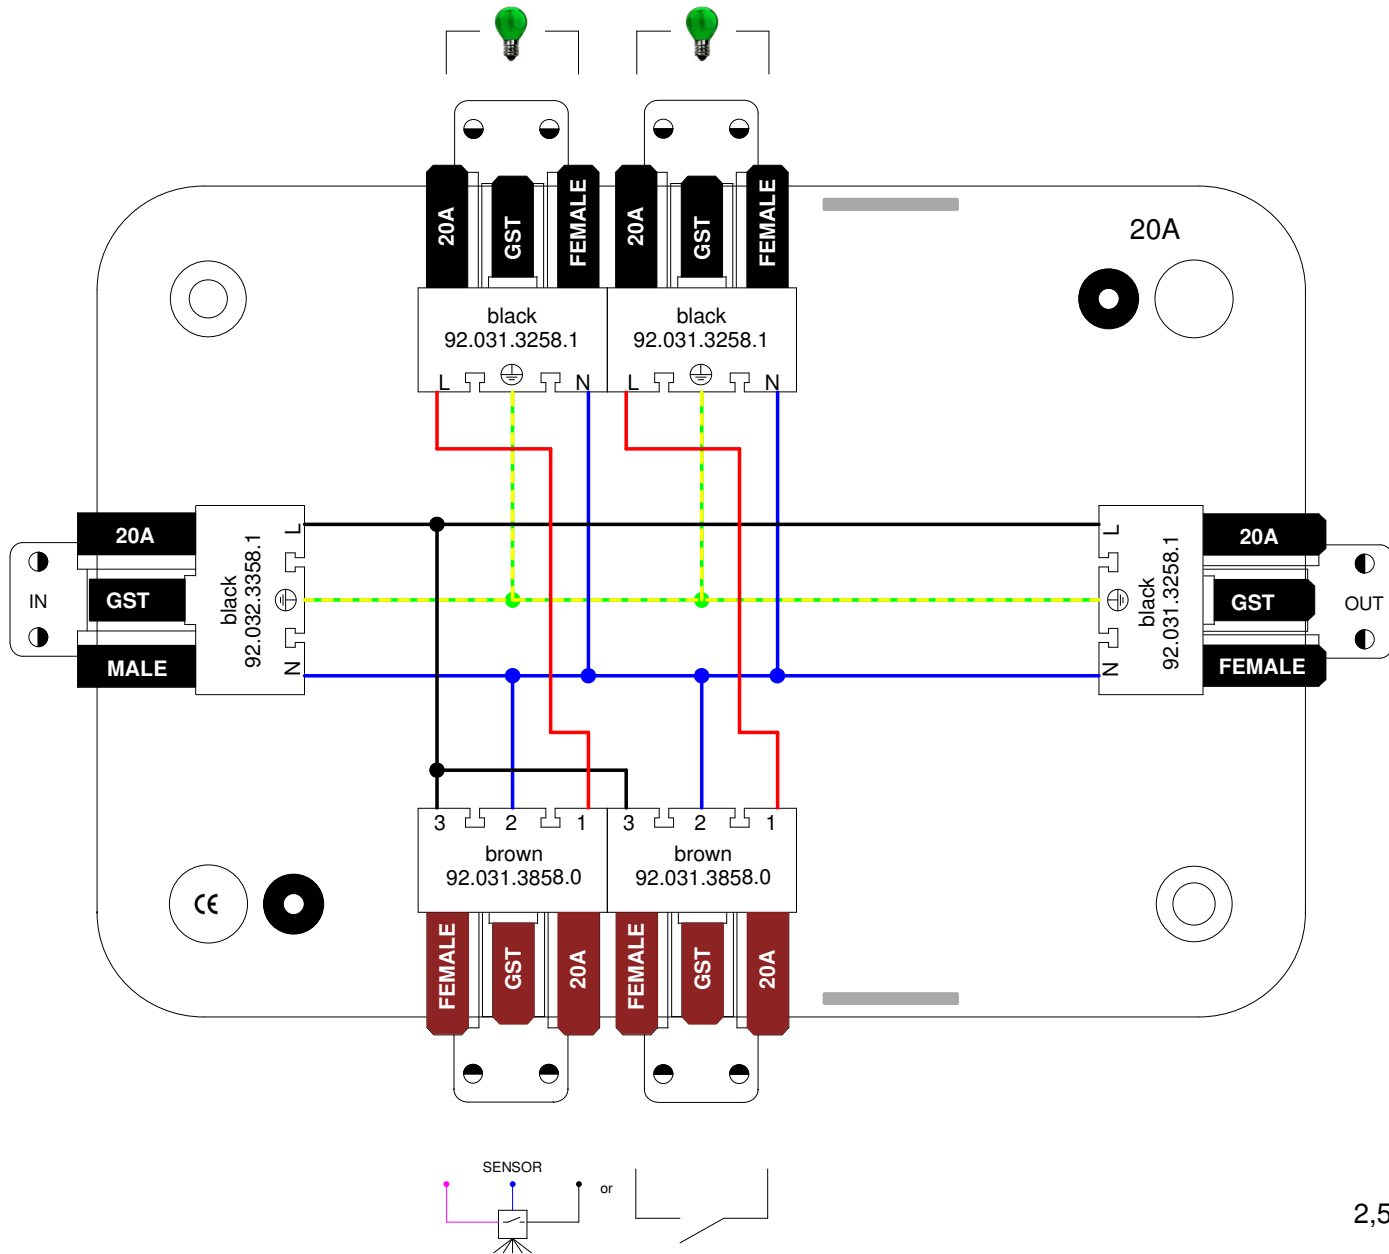 20A
GST
FEMALE
20A
GST
FEMALE
20A
black
92.031.3258.1
black
92.031.3258.1
L
N
L
N
20A
IN
GST
MALE
black
92.032.3358.1
L
N
L
N
black
92.031.3258.1
20A
GST
OUT
FEMALE
3
2
1
3
2
1
brown
92.031.3858.0
brown
92.031.3858.0
CE
FEMALE
GST
20A
FEMALE
GST
20A
SENSOR
or
2,5